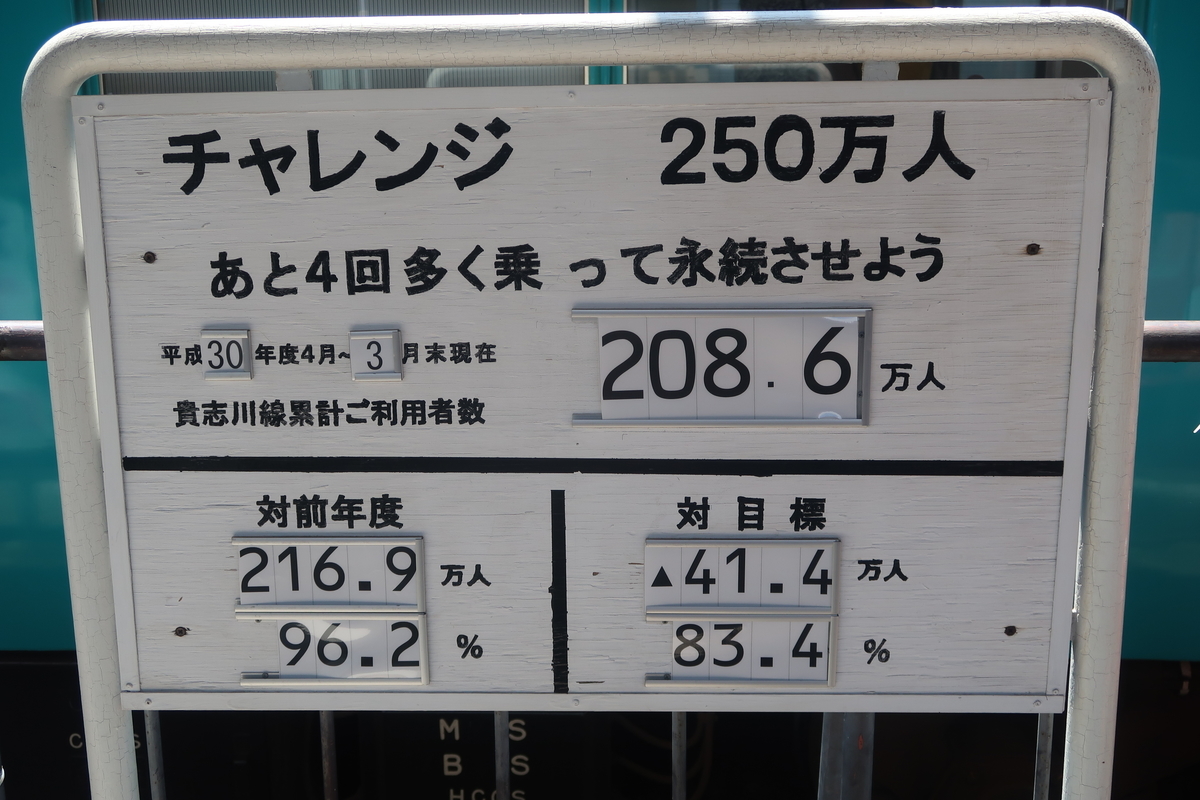 チャレンジ 250万人
あと4回多く乗って永続させよう
平成30年度4月~3月末現在
208.6万人
貴志川線累計ご利用者数
対前年度
216.9万人
96.2%
対目標
▲41.4万人
83.4%
M S
B S